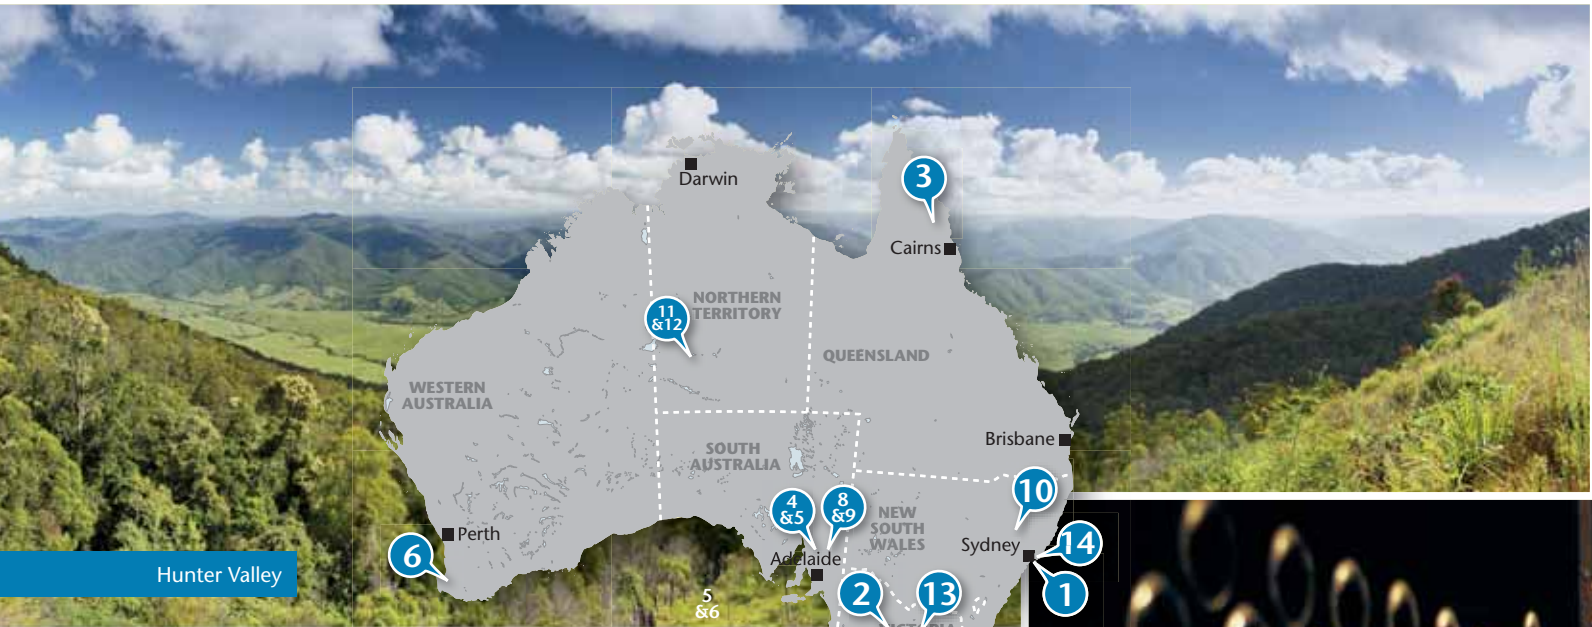 Darwin
3
Cairns
NORTHERN
TERRITORY
11
&12
QUEENSLAND
WESTERN
AUSTRALIA
Brisbane
SOUTH
AUSTRALIA
10
4
&5
8
&9
NEW
SOUTH
WALES
Perth
6
Adelaide
Sydney
14
Hunter Valley
5
&6
2
13
1
VICTORIA